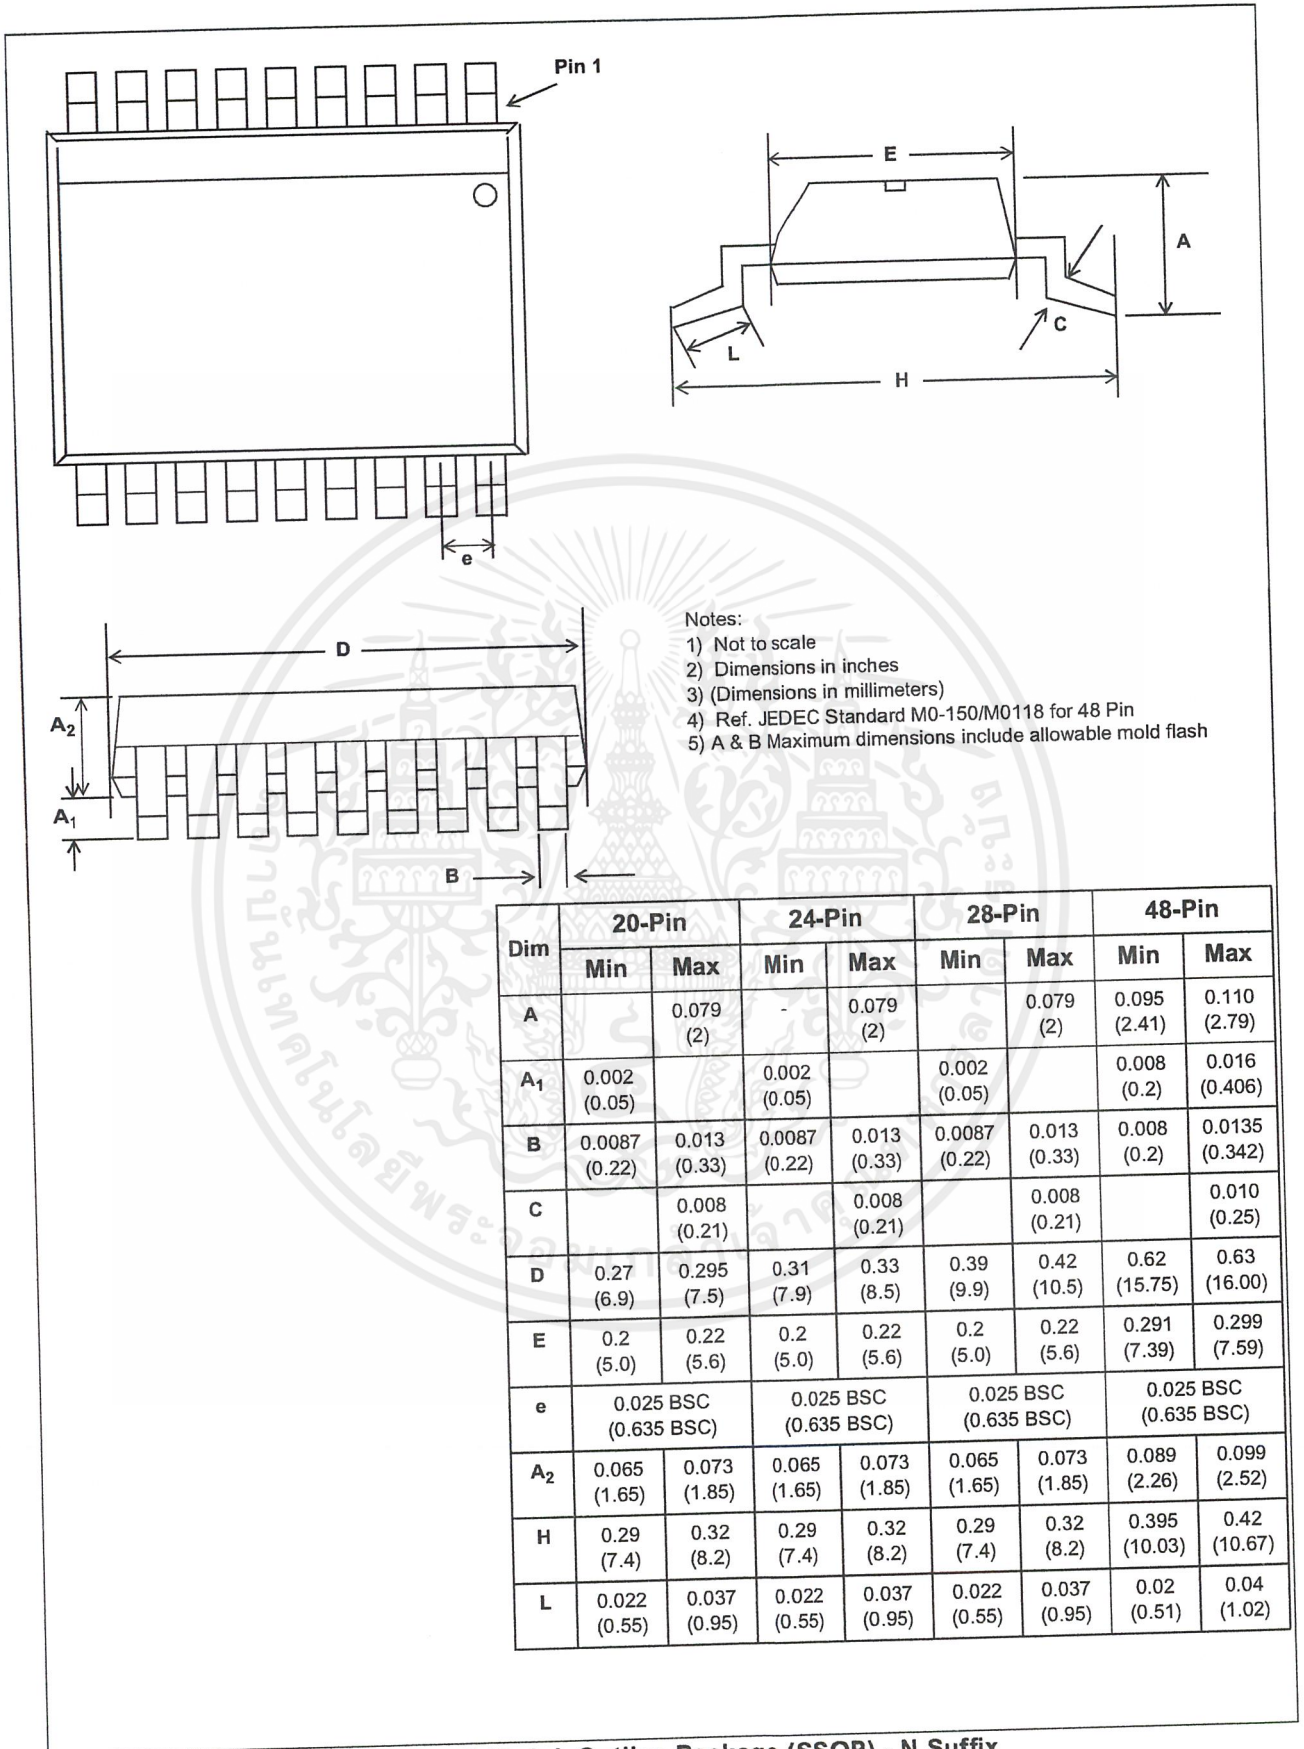 Pin 1
E
A
C
L
H
e
D
A2
A1
B
Notes:
1) Not to scale
2) Dimensions in inches
3) (Dimensions in millimeters)
4) Ref. JEDEC Standard M0-150/M0118 for 48 Pin
5) A & B Maximum dimensions include allowable mold flash
Dim 20-Pin 24-Pin 28-Pin 48-Pin
Min Max Min Max Min Max Min Max
A 0.079 - 0.079 0.079 0.095 0.110
(2) (2) (2) (2.41) (2.79)
A1 0.002 0.002 0.002 0.008 0.016
(0.05) (0.05) (0.05) (0.2) (0.406)
B 0.0087 0.013 0.0087 0.013 0.0087 0.013 0.008 0.0135
(0.22) (0.33) (0.22) (0.33) (0.22) (0.33) (0.2) (0.342)
C 0.008 0.008 0.008 0.010
(0.21) (0.21) (0.21) (0.25)
D 0.27 0.295 0.31 0.33 0.39 0.42 0.62 0.63
(6.9) (7.5) (7.9) (8.5) (9.9) (10.5) (15.75) (16.00)
E 0.2 0.22 0.2 0.22 0.2 0.22 0.291 0.299
(5.0) (5.6) (5.0) (5.6) (5.0) (5.6) (7.39) (7.59)
e 0.025 BSC 0.025 BSC 0.025 BSC 0.025 BSC
(0.635 BSC) (0.635 BSC) (0.635 BSC) (0.635 BSC)
A2 0.065 0.073 0.065 0.073 0.065 0.073 0.089 0.099
(1.65) (1.85) (1.65) (1.85) (1.65) (1.85) (2.26) (2.52)
H 0.29 0.32 0.29 0.32 0.29 0.32 0.395 0.42
(7.4) (8.2) (7.4) (8.2) (7.4) (8.2) (10.03) (10.67)
L 0.022 0.037 0.022 0.037 0.022 0.037 0.02 0.04
(0.55) (0.95) (0.55) (0.95) (0.55) (0.95) (0.51) (1.02)
Package (SSOP) - N Suffix